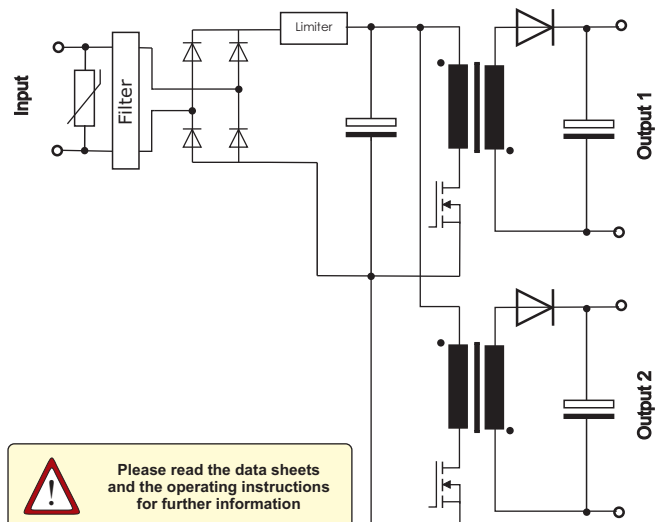 Input
Filter
Limiter
Output 1
Output 2
!
Please read the data sheets
and the operating instructions
for further information